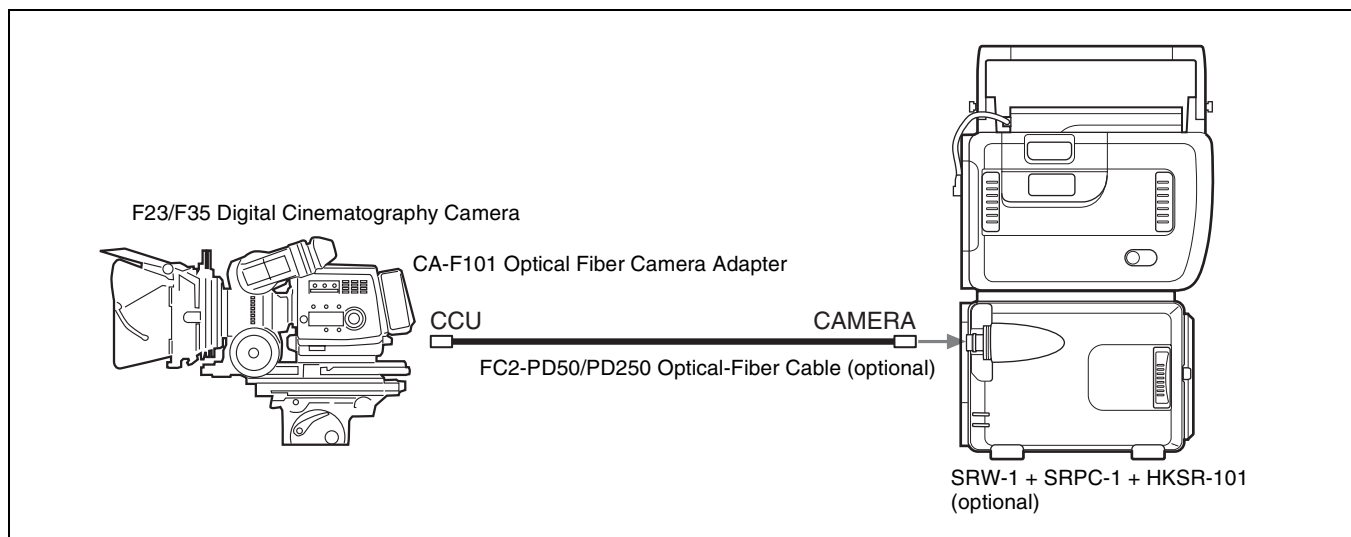 F23/F35 Digital Cinematography Camera
CA-F101 Optical Fiber Camera Adapter
CCU
CAMERA
FC2-PD50/PD250 Optical-Fiber Cable (optional)
SRW-1 + SRPC-1 + HKSR-101
(optional)